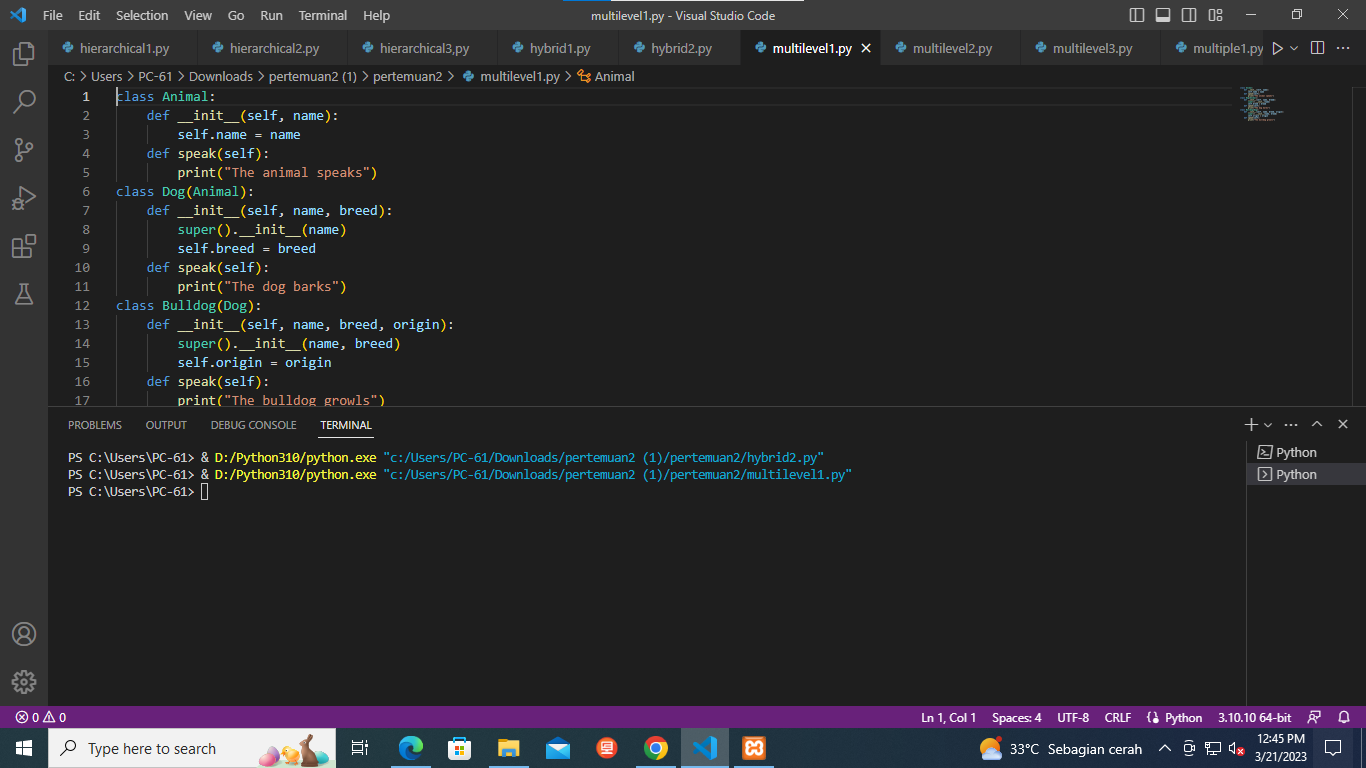 File Edit Selection View Go Run Terminal Help multilevel1.py - Visual Studio Code
hierarchical1.py hierarchical2.py hierarchical3,py hybrid1.py hybrid2.py multilevel1.py multilevel2.py multilevel3.py multiple1.py
C: > Users > PC-61 > Downloads > pertemuan2 (1) > pertemuan2 > multilevel1.py > Animal
1 class Animal:
2 def __init__(self, name):
3 self.name = name
4 def speak(self):
5 print("The animal speaks")
6 class Dog(Animal):
7 def __init__(self, name, breed):
8 super().__init__(name)
9 self.breed = breed
10 def speak(self):
11 print("The dog barks")
12 class Bulldog(Dog):
13 def __init__(self, name, breed, origin):
14 super().__init__(name, breed)
15 self.origin = origin
16 def speak(self):
17 print("The bulldog growls")
PROBLEMS OUTPUT DEBUG CONSOLE TERMINAL
PS C:\Users\PC-61> & D:/Python310/python.exe "c:/Users/PC-61/Downloads/pertemuan2 (1)/pertemuan2/hybrid2.py"
PS C:\Users\PC-61> & D:/Python310/python.exe "c:/Users/PC-61/Downloads/pertemuan2 (1)/pertemuan2/multilevel1.py"
PS C:\Users\PC-61>
Python
Python
0 0 Ln 1, Col 1 Spaces: 4 UTF-8 CRLF Python 3.10.10 64-bit
Type here to search 33°C Sebagian cerah 12:45 PM
3/21/2023